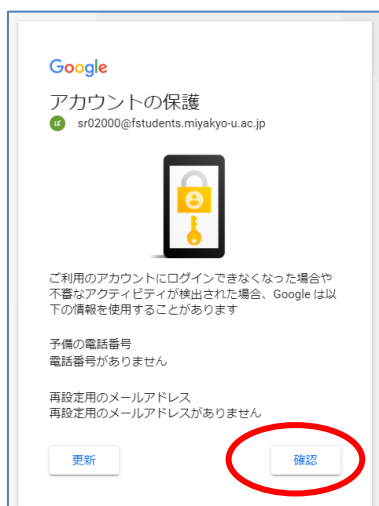 Google
アカウントの保護
ぱ sr02000@fstudents.miyakyo-u.ac.jp
ご利用のアカウントにログインできなくなった場合や
不審なアクティビティが検出された場合、Google は以
下の情報を使用することがあります
予備の電話番号
電話番号がありません
再設定用のメールアドレス
再設定用のメールアドレスがありません
更新 確認